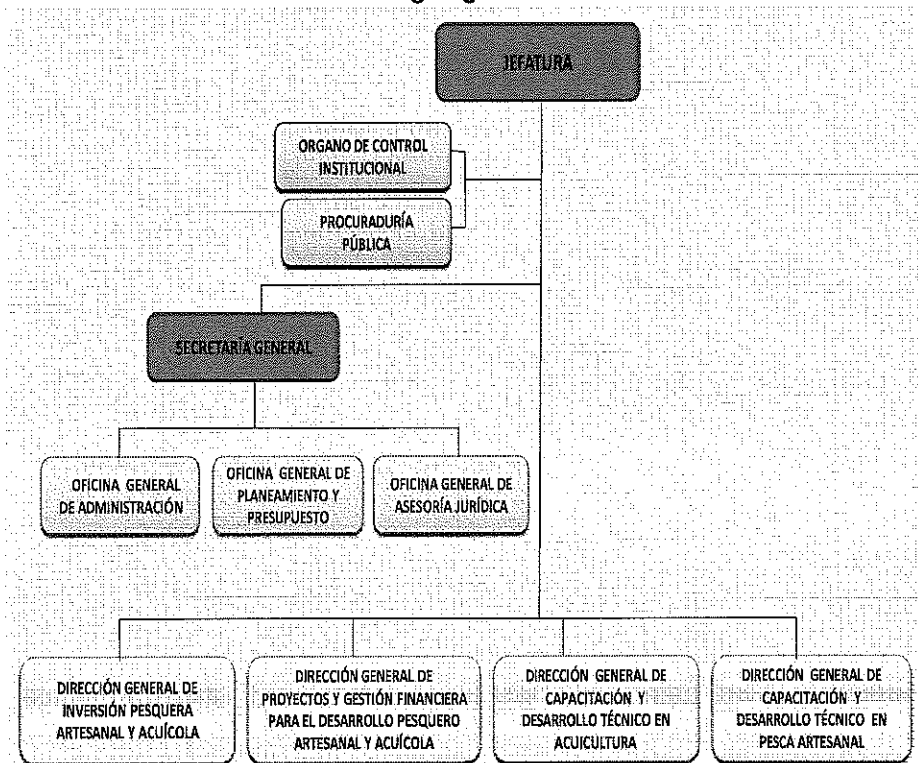 JEFATURA
ORGANO DE CONTROL
INSTITUCIONAL
PROCURADURÍA
PÚBLICA
SECRETARÍA GENERAL
OFICINA GENERAL
DE ADMINISTRACIÓN
OFICINA GENERAL DE
PLANEAMIENTO Y
PRESUPUESTO
OFICINA GENERAL DE
ASESORÍA JURÍDICA
DIRECCIÓN GENERAL DE
INVERSIÓN PESQUERA
ARTESANAL Y ACUÍCOLA
DIRECCIÓN GENERAL DE
PROYECTOS Y GESTIÓN FINANCIERA
PARA EL DESARROLLO PESQUERO
ARTESANAL Y ACUÍCOLA
DIRECCIÓN GENERAL DE
CAPACITACIÓN Y
DESARROLLO TÉCNICO EN
ACUICULTURA
DIRECCIÓN GENERAL DE
CAPACITACIÓN Y
DESARROLLO TÉCNICO EN
PESCA ARTESANAL